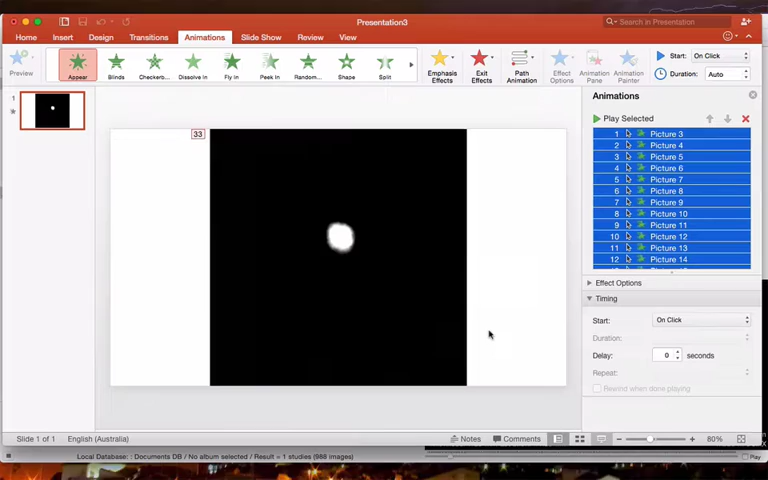 Presentation3
Search in Presentation
Home Insert Design Transitions Animations Slide Show Review View
Preview
Appear Blinds Checkerb... Dissolve In Fly In Peek In Random... Shape Split
Emphasis Effects
Exit Effects
Path Animation
Effect Options
Animation Pane
Animation Painter
Start: On Click
Duration: Auto
1
33
Animations
Play Selected
1 Picture 3
2 Picture 4
3 Picture 5
4 Picture 6
5 Picture 7
6 Picture 8
7 Picture 9
8 Picture 10
9 Picture 11
10 Picture 12
11 Picture 13
12 Picture 14
Effect Options
Timing
Start: On Click
Duration:
Delay: 0 seconds
Repeat:
Rewind when done playing
Slide 1 of 1 English (Australia) Notes Comments 80%
Local Database: : Documents DB / No album selected / Result = 1 studies (988 images) Play